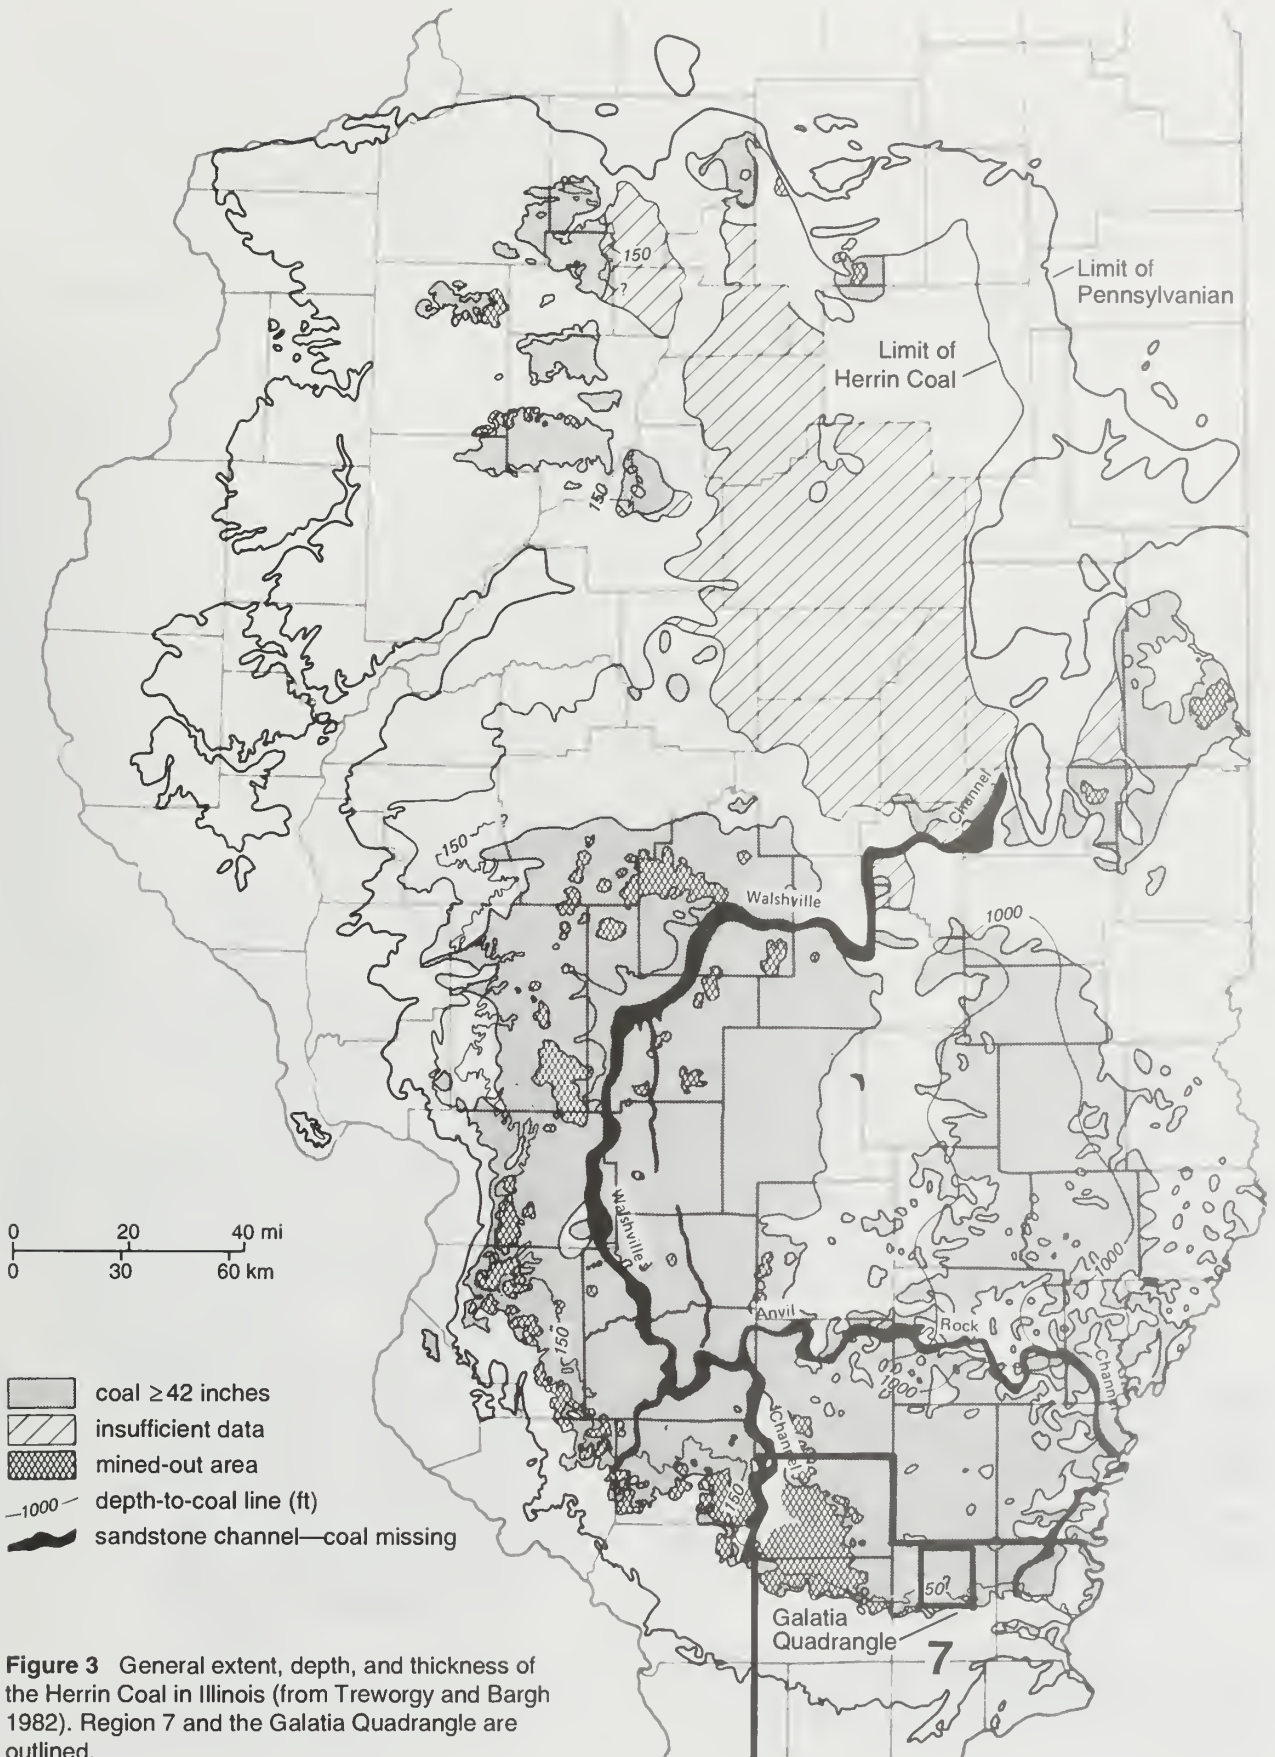 150
?
Limit of
Pennsylvanian
Limit of
Herrin Coal
150
Channel
150
?
Walshville
1000
0 20 40 mi
0 30 60 km
Walshville
1000
Anvil
Rock
150
1000
Channel
coal ≥42 inches
insufficient data
mined-out area
1000 depth-to-coal line (ft)
sandstone channel—coal missing
Channel
150
50?
Galatia
Quadrangle
7
Figure 3 General extent, depth, and thickness of
the Herrin Coal in Illinois (from Treworgy and Bargh
1982). Region 7 and the Galatia Quadrangle are
outlined.